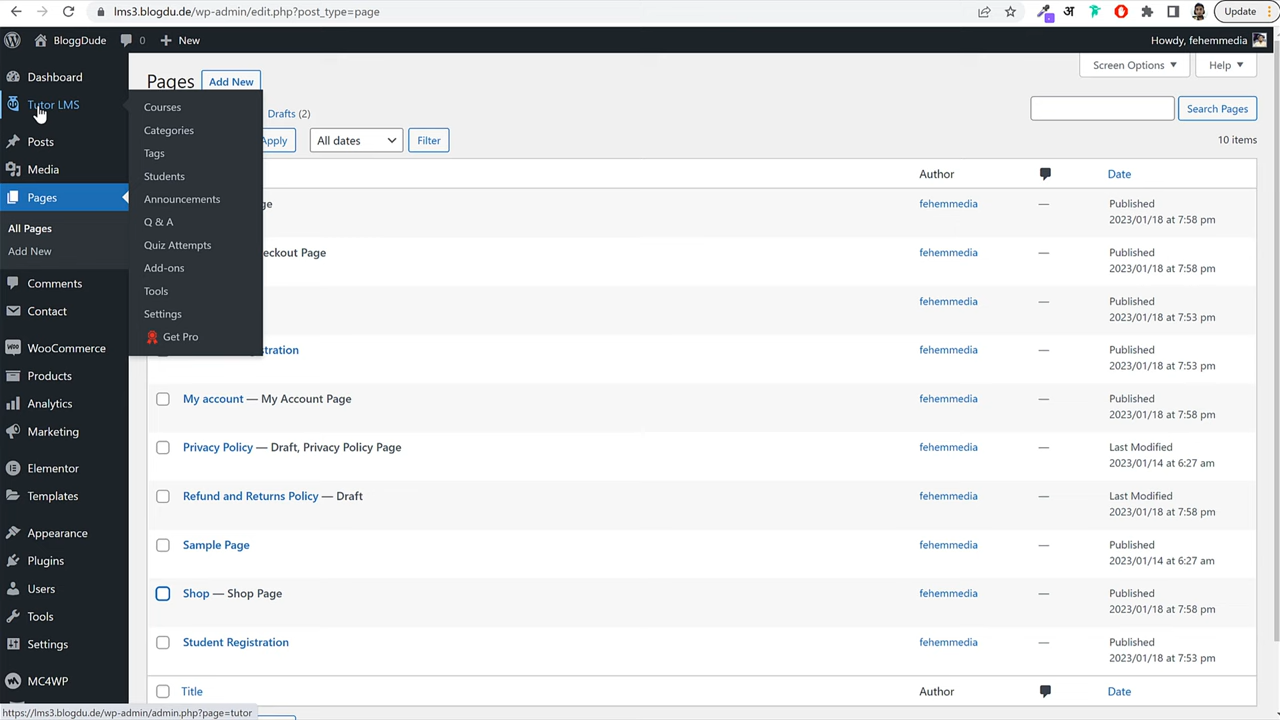 lms3.blogdu.de/wp-admin/edit.php?post_type=page
Update
BloggDude
0
New
Howdy, fehemmedia
Dashboard
Tutor LMS
Posts
Media
Pages
All Pages
Add New
Comments
Contact
WooCommerce
Products
Analytics
Marketing
Elementor
Templates
Appearance
Plugins
Users
Tools
Settings
MC4WP
Courses
Categories
Tags
Students
Announcements
Q & A
Quiz Attempts
Add-ons
Tools
Settings
Get Pro
Pages
Add New
Screen Options
Help
Drafts (2)
Search Pages
Apply
All dates
Filter
10 items
Author
Date
fehemmedia
—
Published
2023/01/18 at 7:58 pm
Checkout Page
fehemmedia
—
Published
2023/01/18 at 7:58 pm
fehemmedia
—
Published
2023/01/18 at 7:53 pm
fehemmedia
—
Published
2023/01/18 at 7:53 pm
My account — My Account Page
fehemmedia
—
Published
2023/01/18 at 7:58 pm
Privacy Policy — Draft, Privacy Policy Page
fehemmedia
—
Last Modified
2023/01/14 at 6:27 am
Refund and Returns Policy — Draft
fehemmedia
—
Last Modified
2023/01/18 at 7:58 pm
Sample Page
fehemmedia
—
Published
2023/01/14 at 6:27 am
Shop — Shop Page
fehemmedia
—
Published
2023/01/18 at 7:58 pm
Student Registration
fehemmedia
—
Published
2023/01/18 at 7:53 pm
Title
Author
Date
https://lms3.blogdu.de/wp-admin/admin.php?page=tutor